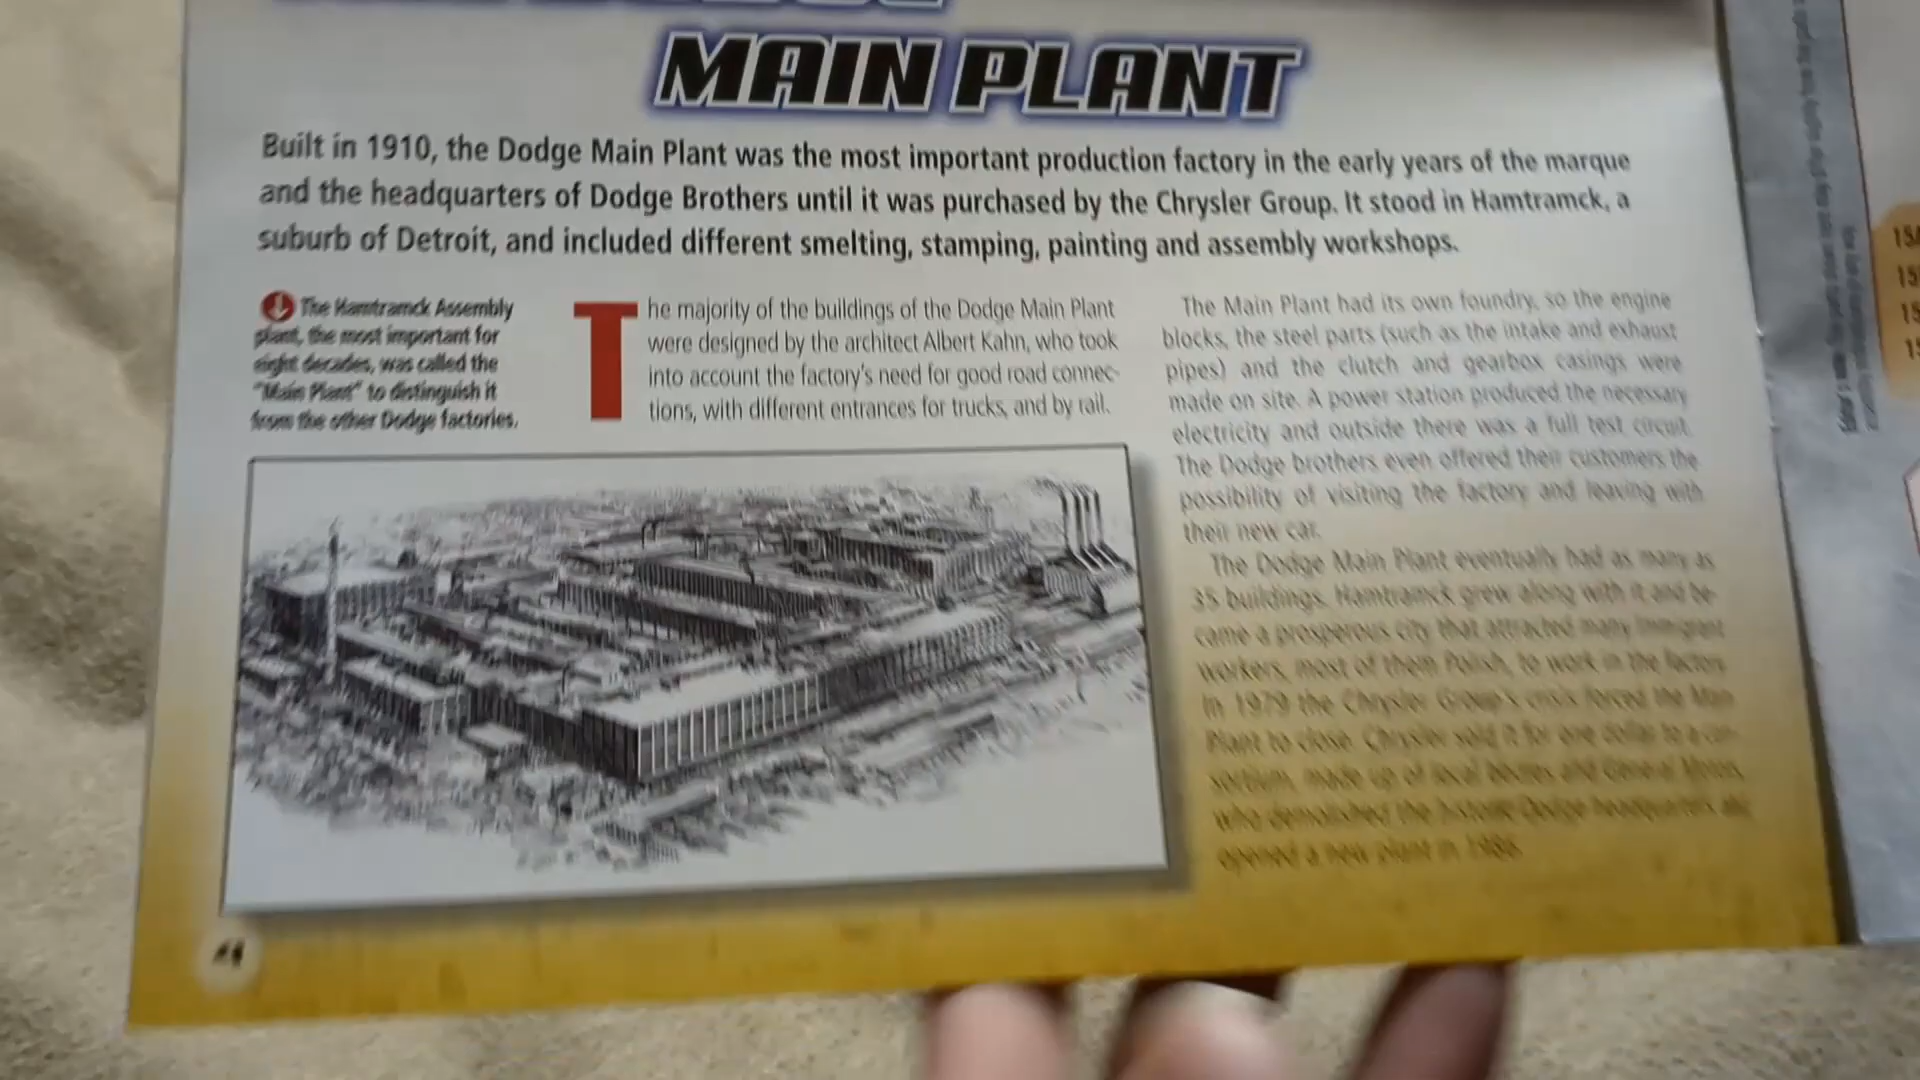 MAIN PLANT
Built in 1910, the Dodge Main Plant was the most important production factory in the early years of the marque
and the headquarters of Dodge Brothers until it was purchased by the Chrysler Group. It stood in Hamtramck, a
suburb of Detroit, and included different smelting, stamping, painting and assembly workshops.
The Hamtramck Assembly
plant, the most important for
eight decades, was called the
"Main Plant" to distinguish it
from the other Dodge factories.
The majority of the buildings of the Dodge Main Plant
were designed by the architect Albert Kahn, who took
into account the factory's need for good road connec-
tions, with different entrances for trucks, and by rail.
The Main Plant had its own foundry, so the engine
blocks, the steel parts (such as the intake and exhaust
pipes) and the clutch and gearbox casings were
made on site. A power station produced the necessary
electricity and outside there was a full test circuit.
The Dodge brothers even offered their customers the
possibility of visiting the factory and leaving with
their new car.
The Dodge Main Plant eventually had as many as
35 buildings. Hamtramck grew along with it and be-
came a prosperous city that attracted many immigrant
workers, most of them Polish, to work in the factory.
In 1979 the Chrysler Group's crisis forced the Main
Plant to close. Chrysler sold it for one dollar to a con-
sortium, made up of local bodies and General Motors,
who demolished the historic Dodge headquarters and
opened a new plant in 1986.